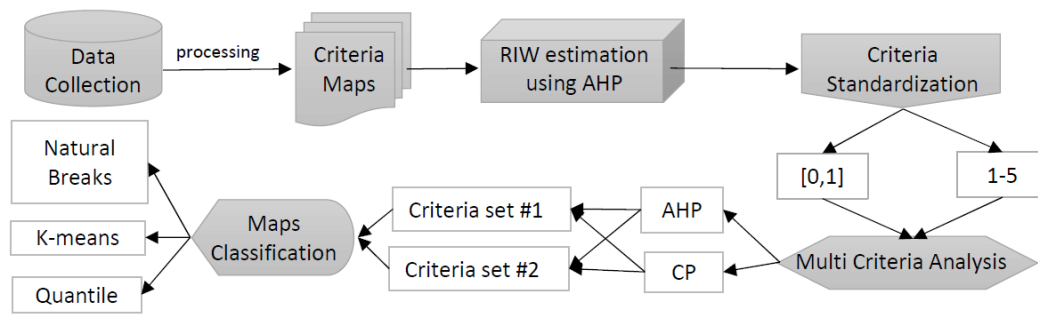 Data
Collection
processing
Criteria
Maps
RIW estimation
using AHP
Criteria
Standardization
[0,1]
1-5
Multi Criteria Analysis
AHP
CP
Criteria set #1
Criteria set #2
Maps
Classification
Natural
Breaks
K-means
Quantile